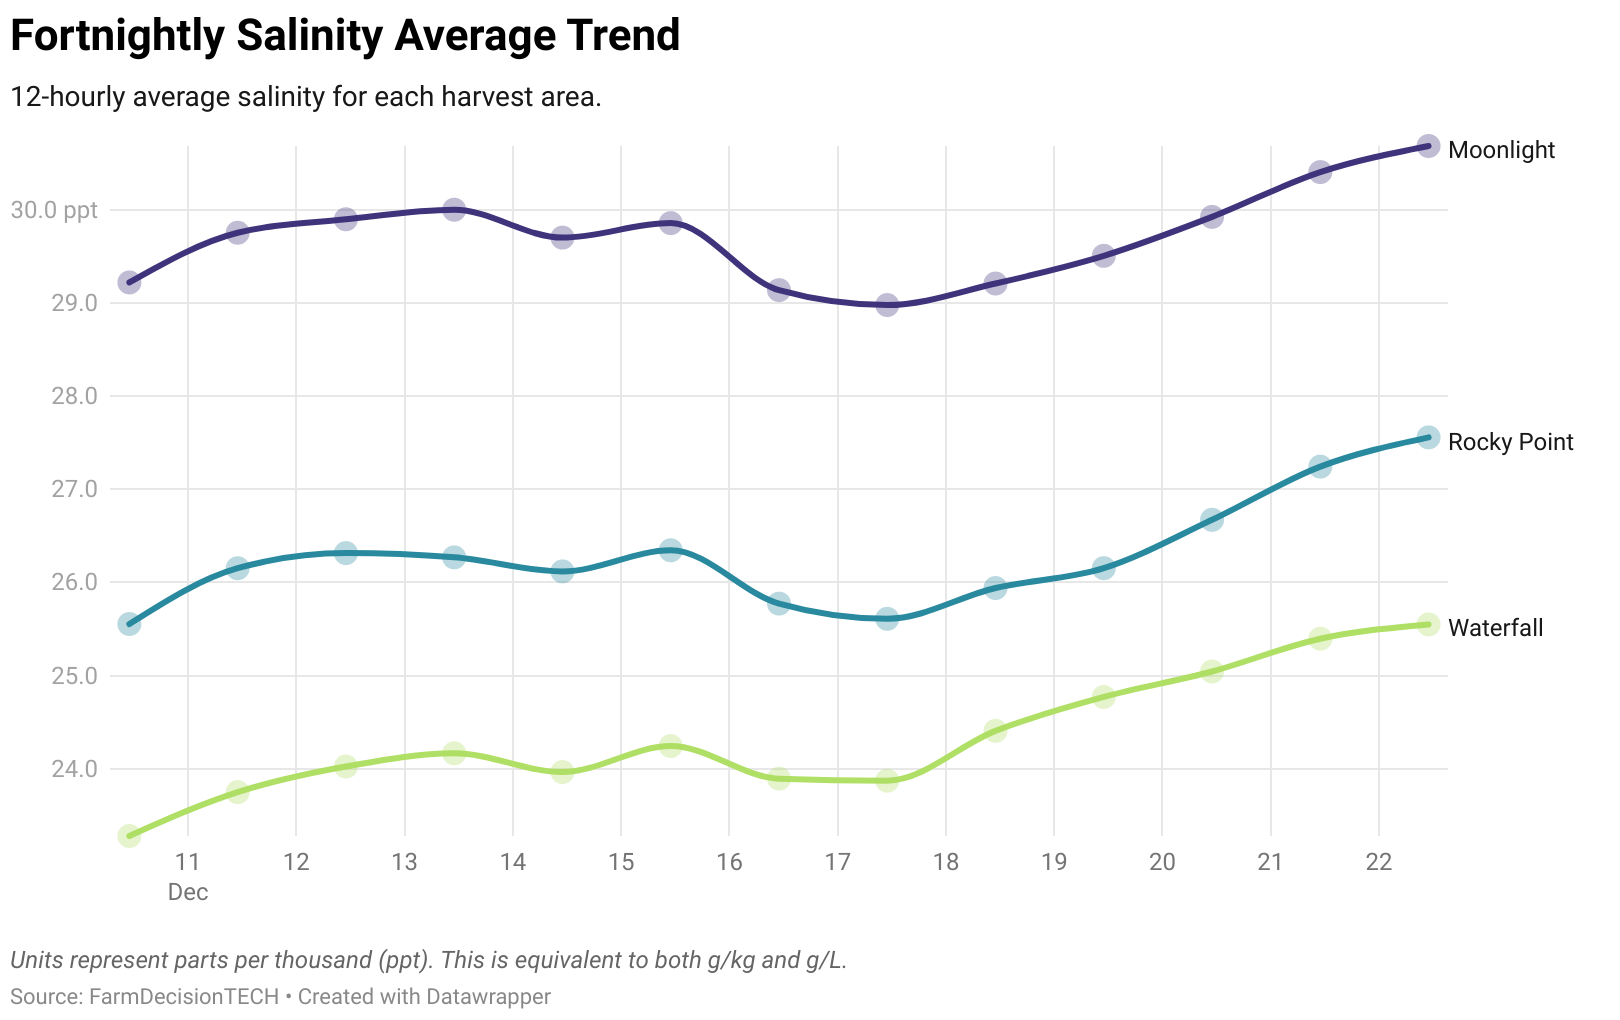 Fortnightly Salinity Average Trend
12-hourly average salinity for each harvest area.
Moonlight
30.0 ppt
29.0
28.0
Rocky Point
27.0
26.0
Waterfall
25.0
24.0
11 12 13 14 15 16 17 18 19 20 21 22
Dec
Units represent parts per thousand (ppt). This is equivalent to both g/kg and g/L.
Source: FarmDecisionTECH • Created with Datawrapper